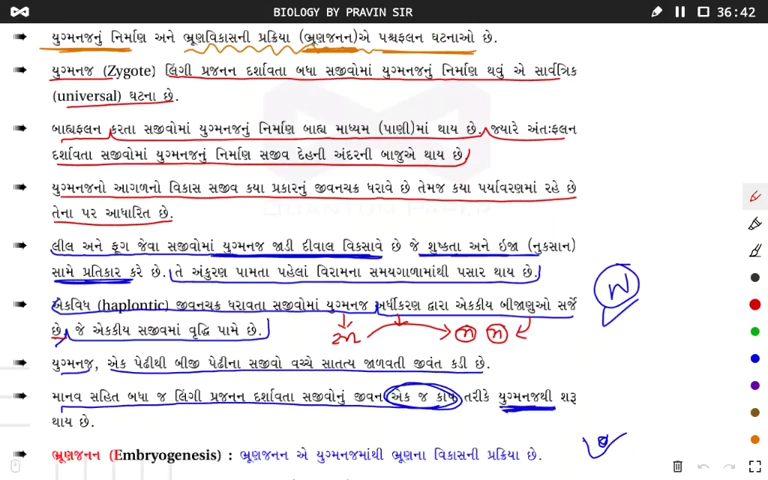 BIOLOGY BY PRAVIN SIR
36:42
➡ યુગ્મનજનું નિર્માણ અને ભ્રૂણવિકાસની પ્રક્રિયા (ભ્રૂણજનન)એ પશ્ચફલન ઘટનાઓ છે.
➡ યુગ્મનજ (Zygote) લિંગી પ્રજનન દર્શાવતા બધા સજીવોમાં યુગ્મનજનું નિર્માણ થવું એ સાર્વત્રિક
(universal) ઘટના છે.
➡ બાહ્યફલન કરતા સજીવોમાં યુગ્મનજનું નિર્માણ બાહ્ય માધ્યમ (પાણી)માં થાય છે. જ્યારે અંતઃફલન
દર્શાવતા સજીવોમાં યુગ્મનજનું નિર્માણ સજીવ દેહની અંદરની બાજુએ થાય છે
➡ યુગ્મનજનો આગળનો વિકાસ સજીવ કયા પ્રકારનું જીવનચક્ર ધરાવે છે તેમજ કયા પર્યાવરણમાં રહે છે
તેના પર આધારિત છે.
➡ લીલ અને ફૂગ જેવા સજીવોમાં યુગ્મનજ જાડી દીવાલ વિકસાવે છે જે શુષ્કતા અને ઇજા (નુકસાન)
સામે પ્રતિકાર કરે છે. તે અંકુરણ પામતા પહેલાં વિરામના સમયગાળામાંથી પસાર થાય છે.
➡ એકવિધ (haplontic) જીવનચક્ર ધરાવતા સજીવોમાં યુગ્મનજ અર્ધીકરણ દ્વારા એકકીય બીજાણુઓ સર્જે
છે, જે એકકીય સજીવમાં વૃદ્ધિ પામે છે.
2n n n
➡ યુગ્મનજ, એક પેઢીથી બીજી પેઢીના સજીવો વચ્ચે સાતત્ય જાળવતી જીવંત કડી છે.
➡ માનવ સહિત બધા જ લિંગી પ્રજનન દર્શાવતા સજીવોનું જીવન એક જ કોષ તરીકે યુગ્મનજથી શરૂ
થાય છે.
➡ ભ્રૂણજનન (Embryogenesis) : ભ્રૂણજનન એ યુગ્મનજમાંથી ભ્રૂણના વિકાસની પ્રક્રિયા છે.